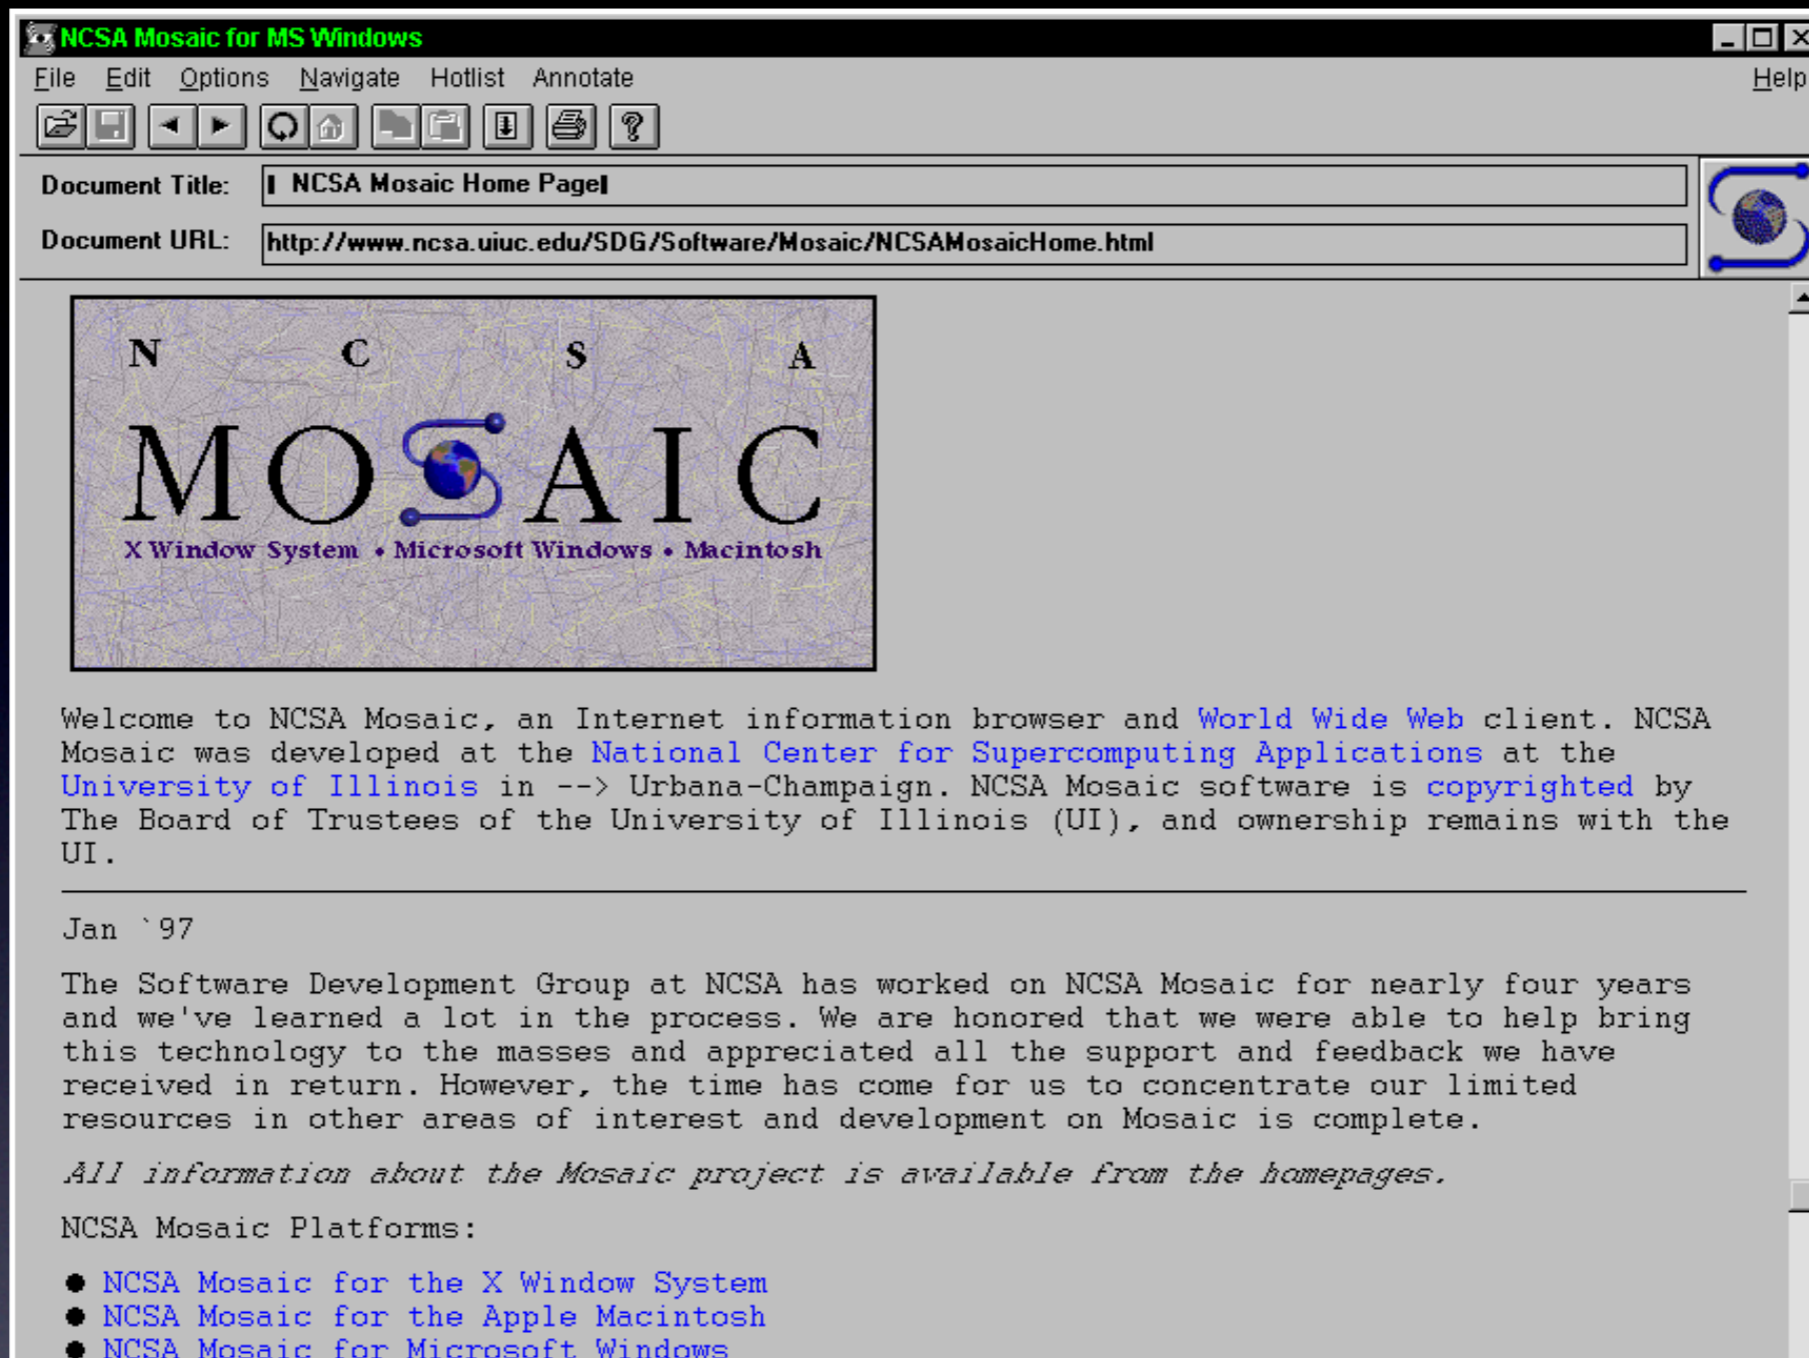 NCSA Mosaic for MS Windows
File Edit Options Navigate Hotlist Annotate Help
Document Title: NCSA Mosaic Home Page
Document URL: http://www.ncsa.uiuc.edu/SDG/Software/Mosaic/NCSAMosaicHome.html
N C S A
MOSAIC
X Window System • Microsoft Windows • Macintosh
Welcome to NCSA Mosaic, an Internet information browser and World Wide Web client. NCSA
Mosaic was developed at the National Center for Supercomputing Applications at the
University of Illinois in --> Urbana-Champaign. NCSA Mosaic software is copyrighted by
The Board of Trustees of the University of Illinois (UI), and ownership remains with the
UI.
Jan `97
The Software Development Group at NCSA has worked on NCSA Mosaic for nearly four years
and we've learned a lot in the process. We are honored that we were able to help bring
this technology to the masses and appreciated all the support and feedback we have
received in return. However, the time has come for us to concentrate our limited
resources in other areas of interest and development on Mosaic is complete.
All information about the Mosaic project is available from the homepages.
NCSA Mosaic Platforms:
● NCSA Mosaic for the X Window System
● NCSA Mosaic for the Apple Macintosh
● NCSA Mosaic for Microsoft Windows